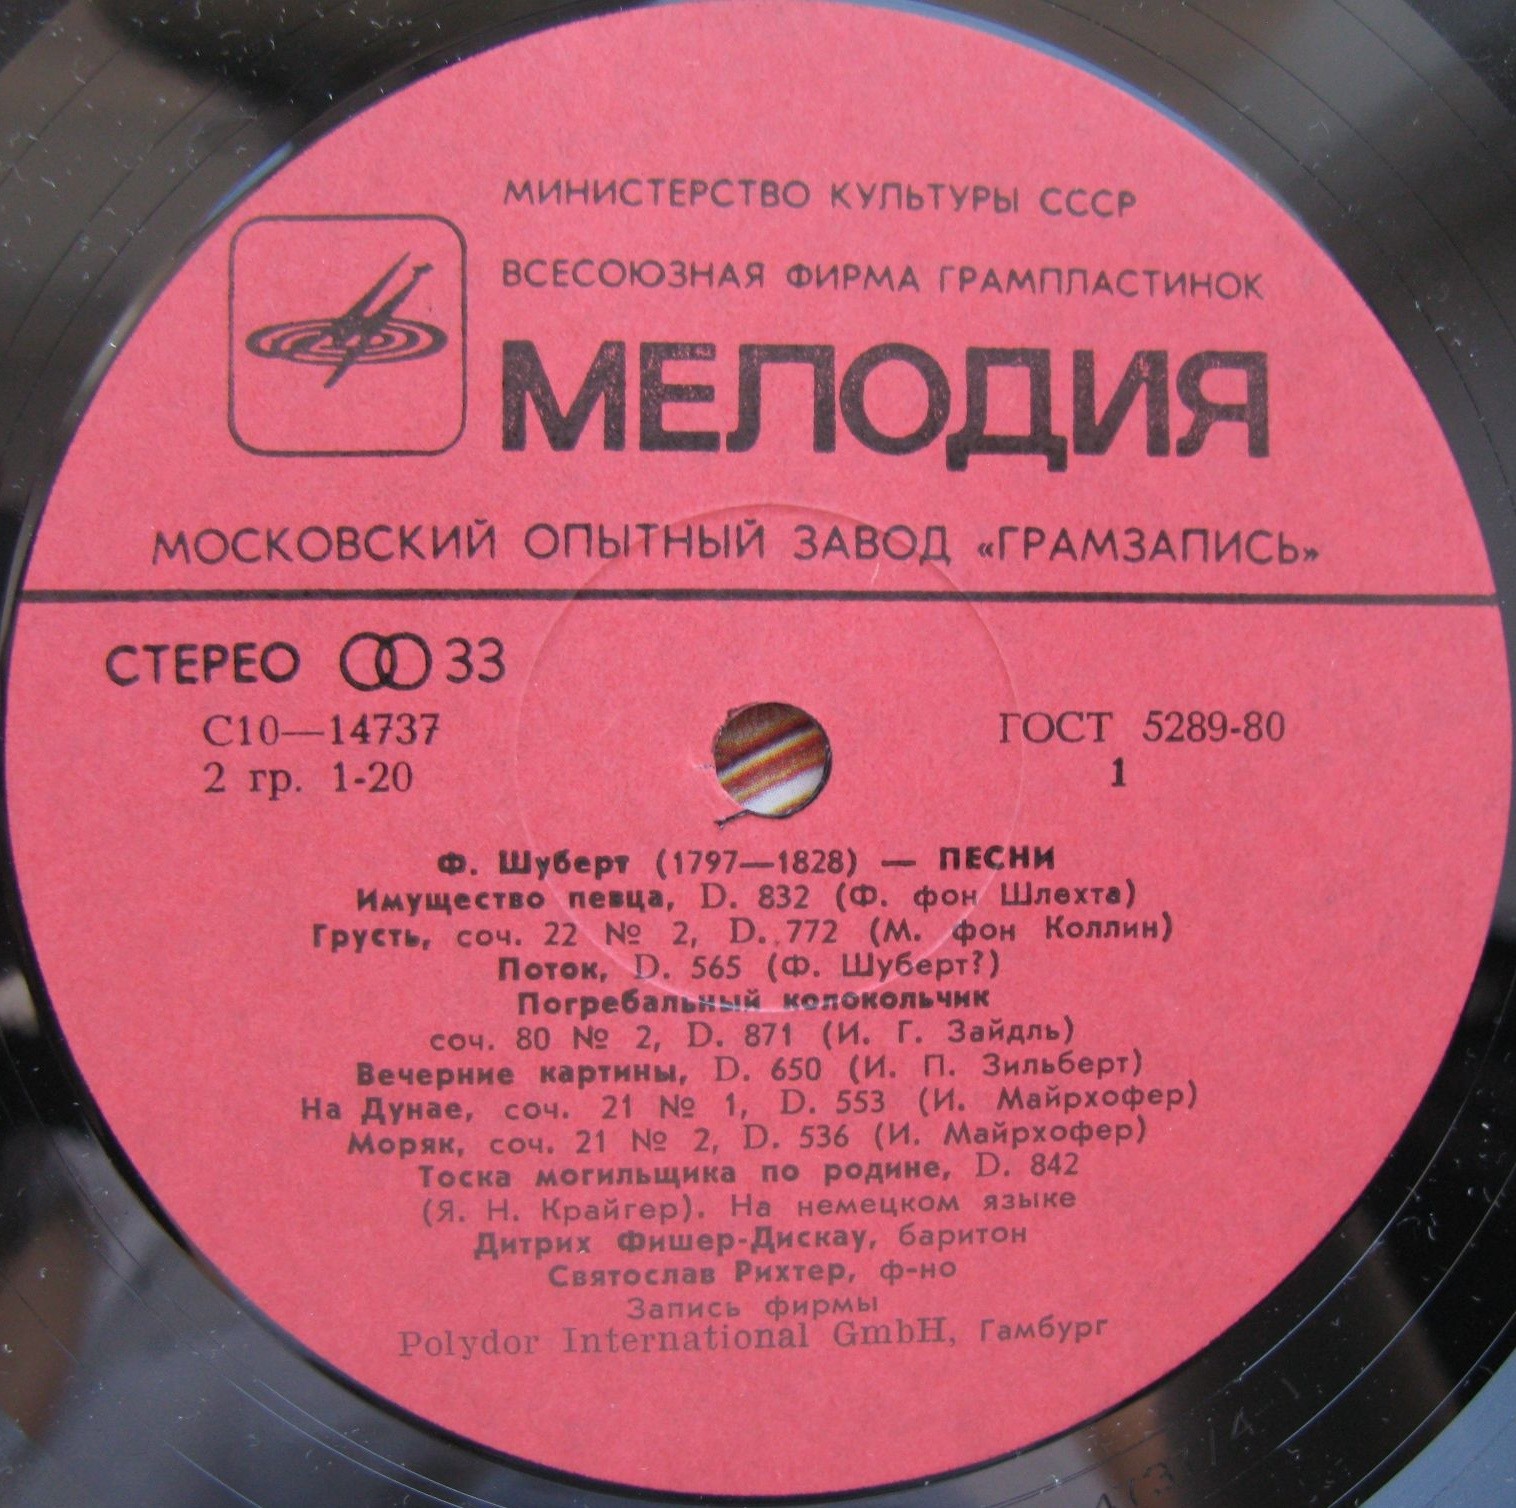 МИНИСТЕРСТВО КУЛЬТУРЫ СССР
ВСЕСОЮЗНАЯ ФИРМА ГРАМПЛАСТИНОК
МЕЛОДИЯ
МОСКОВСКИЙ ОПЫТНЫЙ ЗАВОД «ГРАМЗАПИСЬ»
СТЕРЕО 33
С10—14737
2 гр. 1-20
ГОСТ 5289-80
1
Ф. Шуберт (1797—1828) — ПЕСНИ
Имущество певца, D. 832 (Ф. фон Шлехта)
Грусть, соч. 22 № 2, D. 772 (М. фон Коллин)
Поток, D. 565 (Ф. Шуберт?)
Погребальный колокольчик
соч. 80 № 2, D. 871 (И. Г. Зайдль)
Вечерние картины, D. 650 (И. П. Зильберт)
На Дунае, соч. 21 № 1, D. 553 (И. Майрхофер)
Моряк, соч. 21 № 2, D. 536 (И. Майрхофер)
Тоска могильщика по родине, D. 842
(Я. Н. Крайгер). На немецком языке
Дитрих Фишер-Дискау, баритон
Святослав Рихтер, ф-но
Запись фирмы
Polydor International GmbH, Гамбург